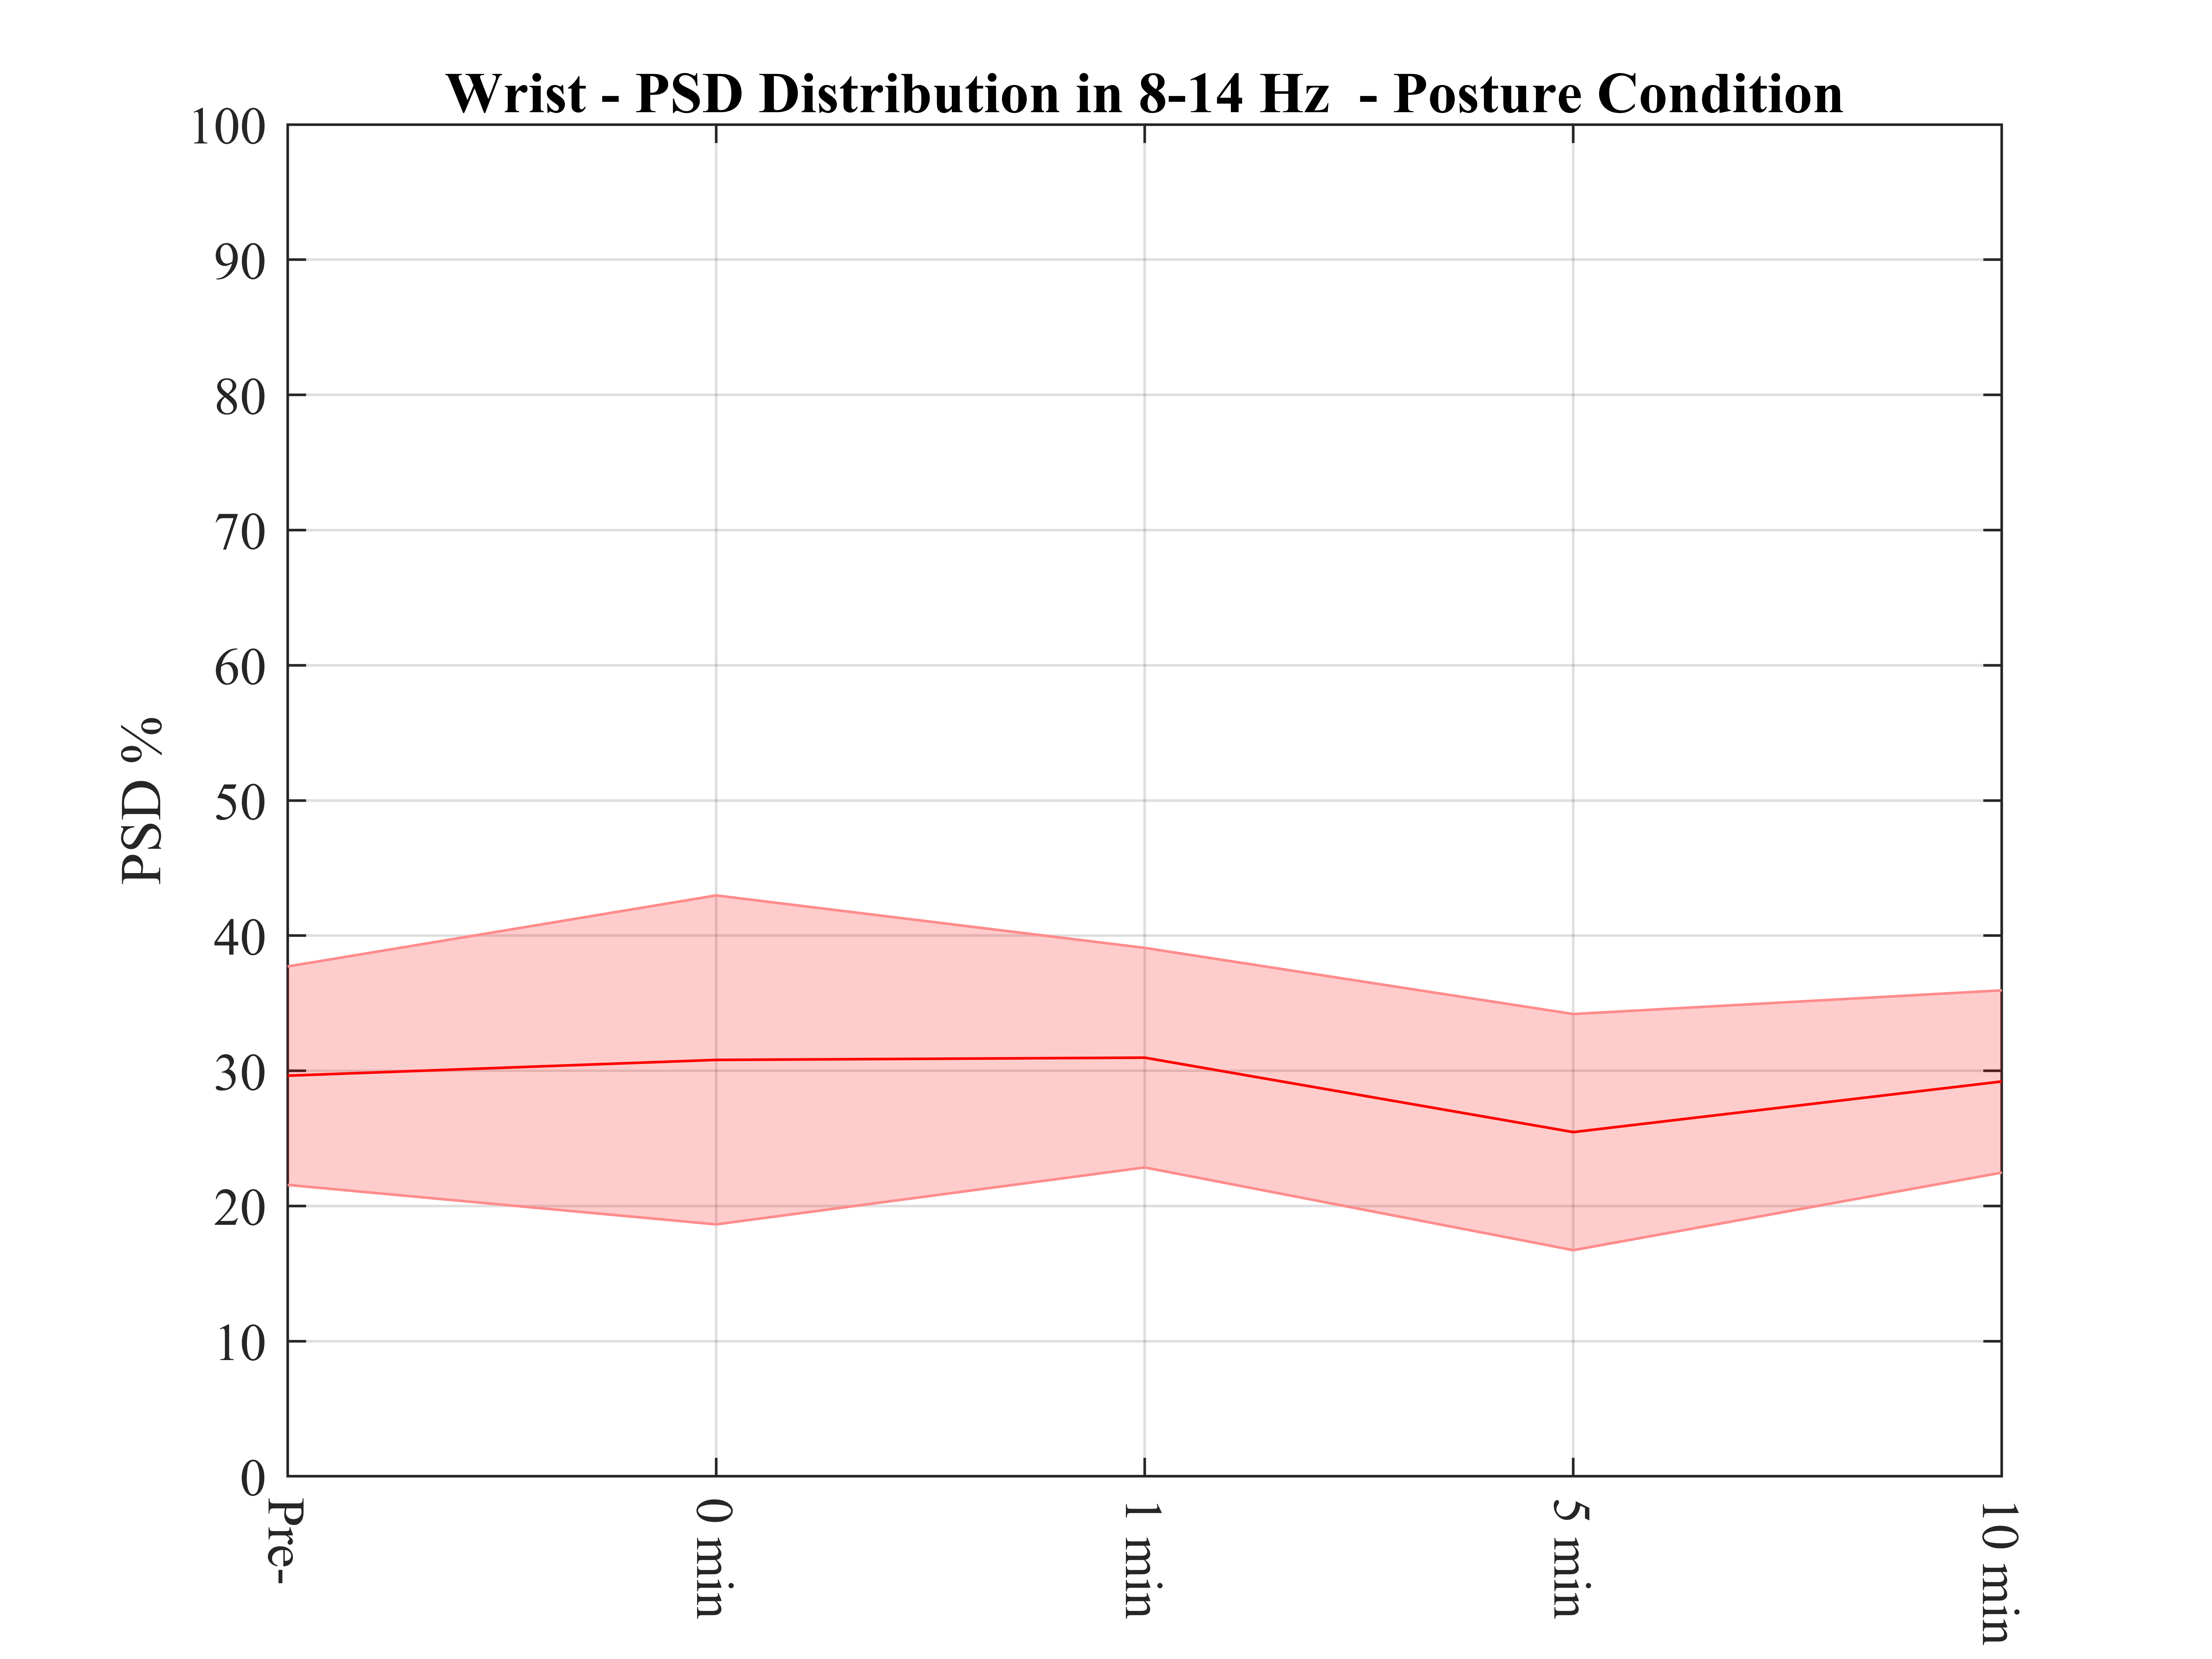 Wrist - PSD Distribution in 8-14 Hz  - Posture Condition
100
90
80
70
60
50
40
30
20
10
0
PSD %
Pre-
0 min
1 min
5 min
10 min